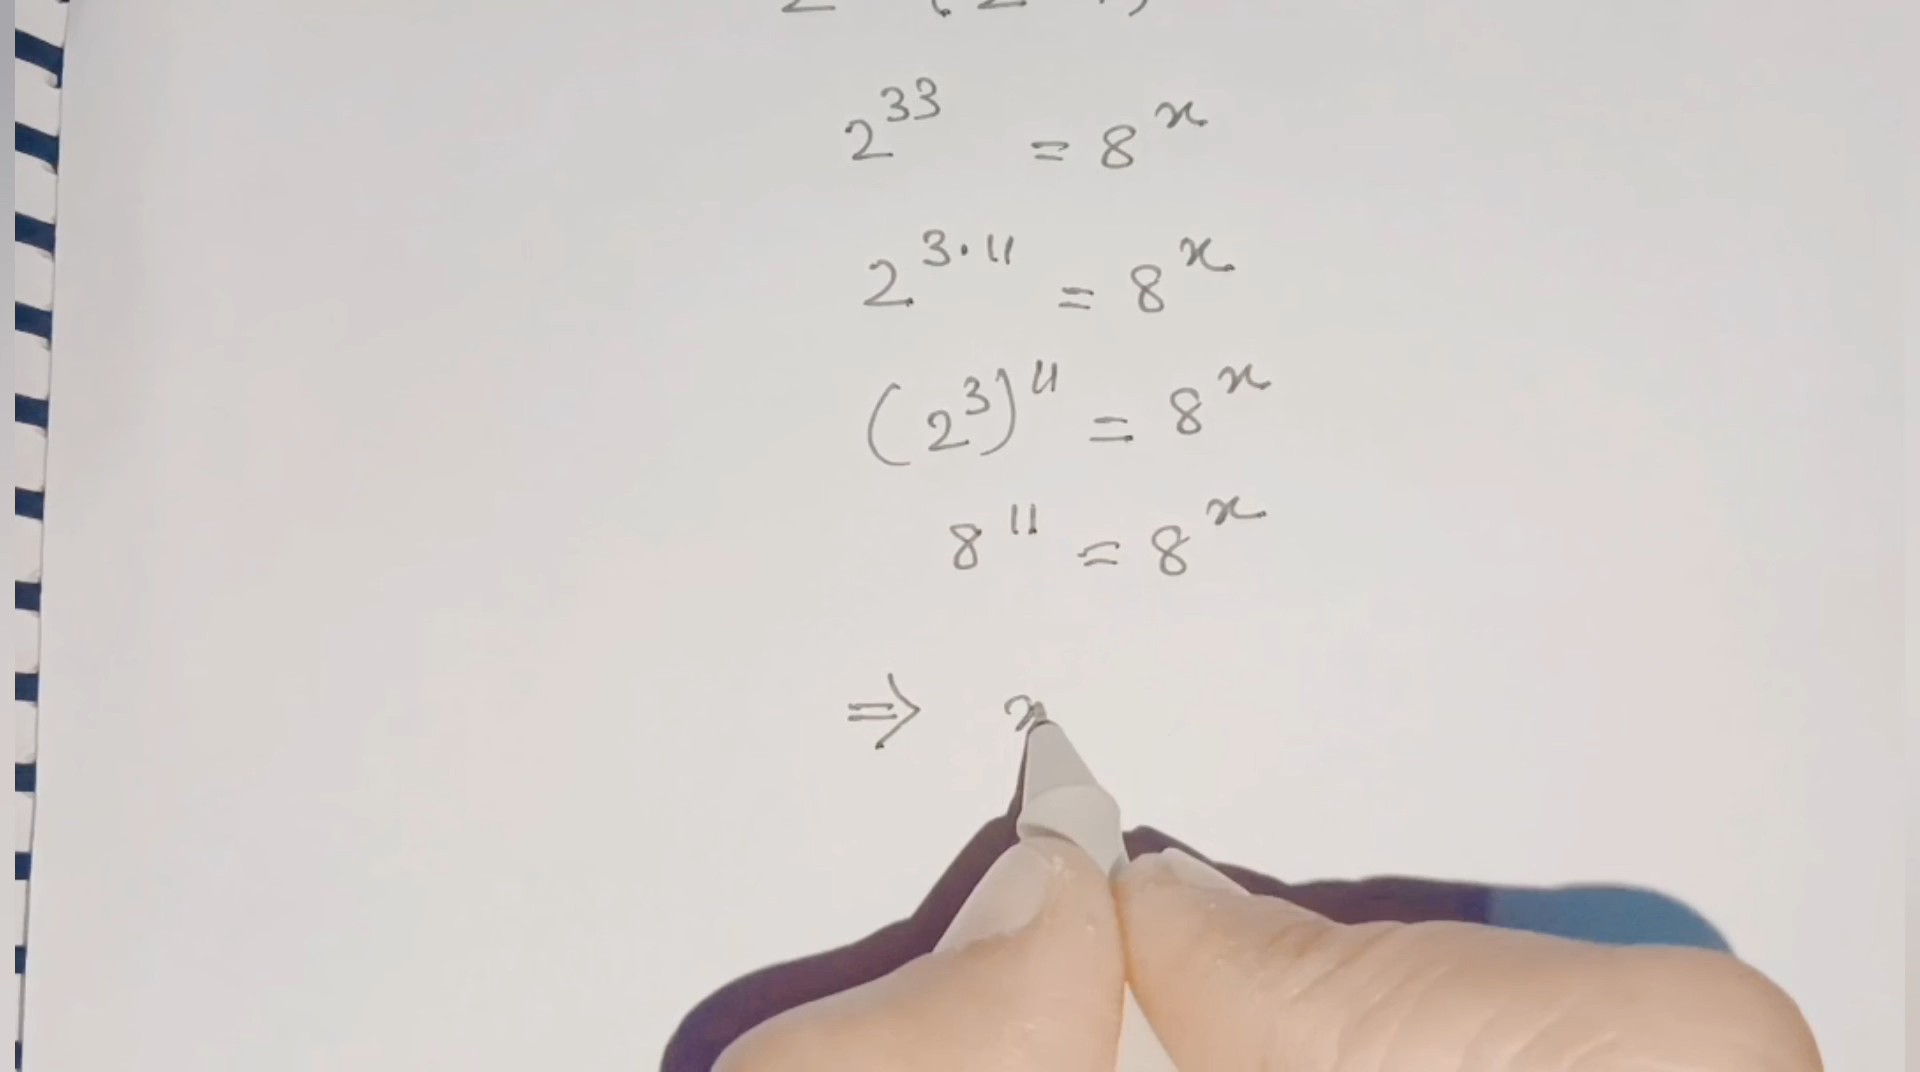 2^33 = 8^x
2^3·11 = 8^x
(2^3)^11 = 8^x
8^11 = 8^x
⇒ x